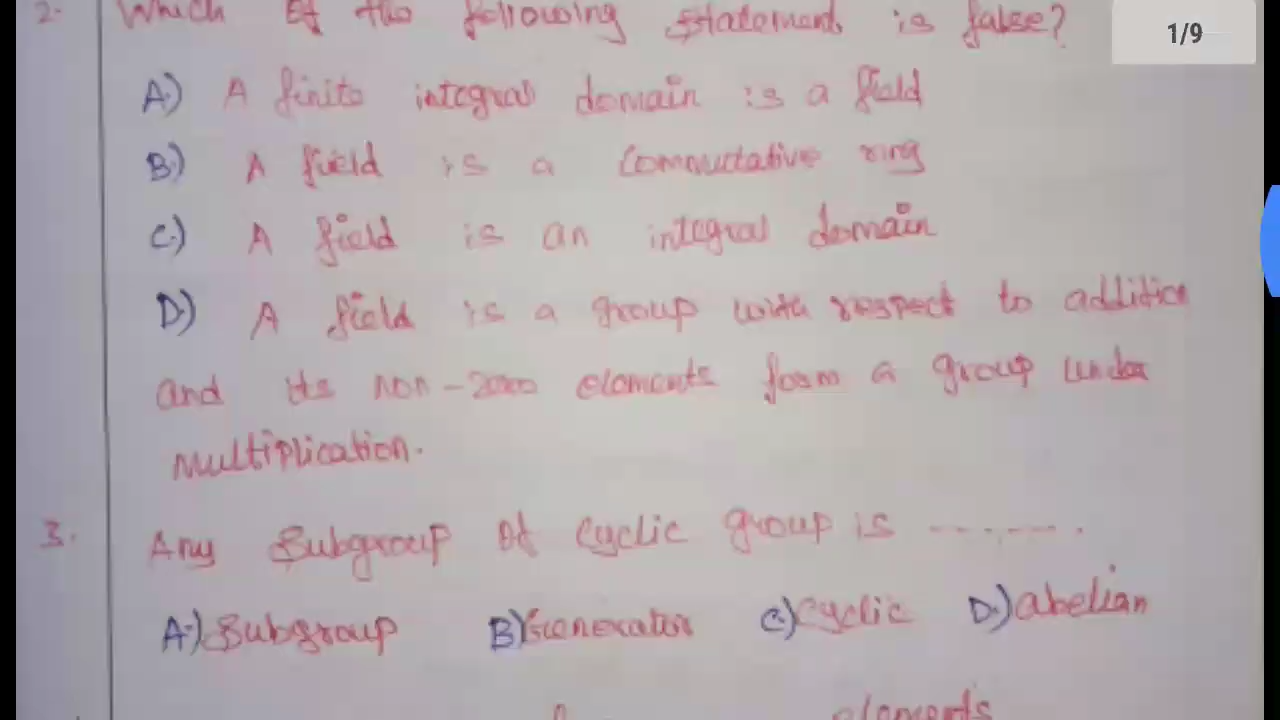 2. Which of the following statement is false?
1/9
A.) A finite integral domain is a field
B.) A field is a commutative ring
C.) A field is an integral domain
D.) A field is a group with respect to addition
and its non-zero elements form a group under
multiplication.
3. Any Subgroup of cyclic group is -------.
A.) Subgroup B) Generator C.) Cyclic D.) abelian
elements